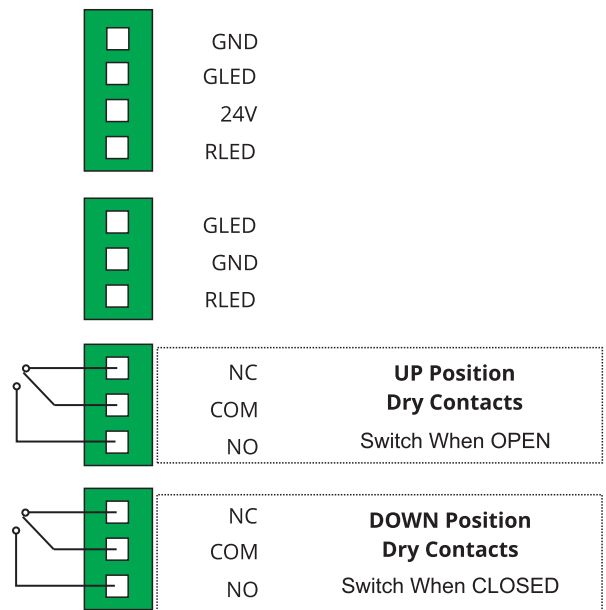 GND
GLED
24V
RLED
GLED
GND
RLED
NC
COM
NO
UP Position
Dry Contacts
Switch When OPEN
NC
COM
NO
DOWN Position
Dry Contacts
Switch When CLOSED